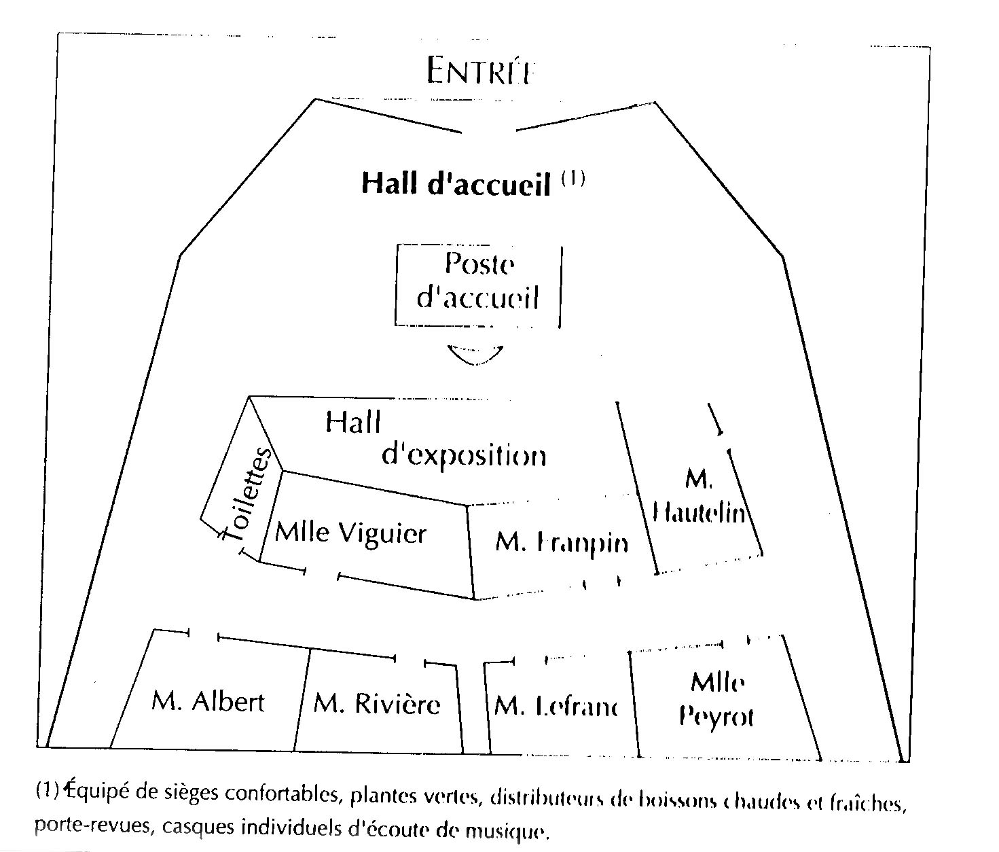 ENTRÉE
Hall d'accueil (1)
Poste
d'accueil
Hall
d'exposition
Toilettes
Mlle Viguier
M. Franpin
M.
Hautelin
M. Albert
M. Rivière
M. Lefranc
Mlle
Peyrot
(1) Équipé de sièges confortables, plantes vertes, distributeurs de boissons chaudes et fraîches,
porte-revues, casques individuels d'écoute de musique.